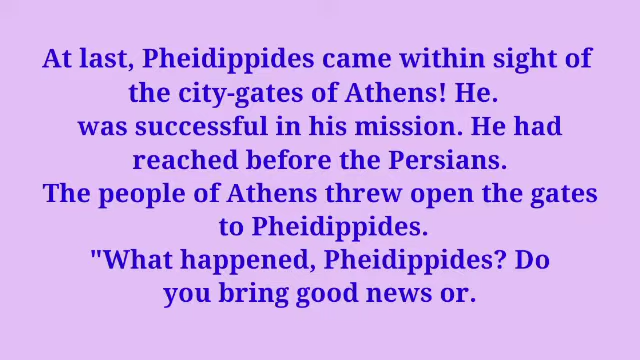 At last, Pheidippides came within sight of
the city-gates of Athens! He.
was successful in his mission. He had
reached before the Persians.
The people of Athens threw open the gates
to Pheidippides.
"What happened, Pheidippides? Do
you bring good news or.